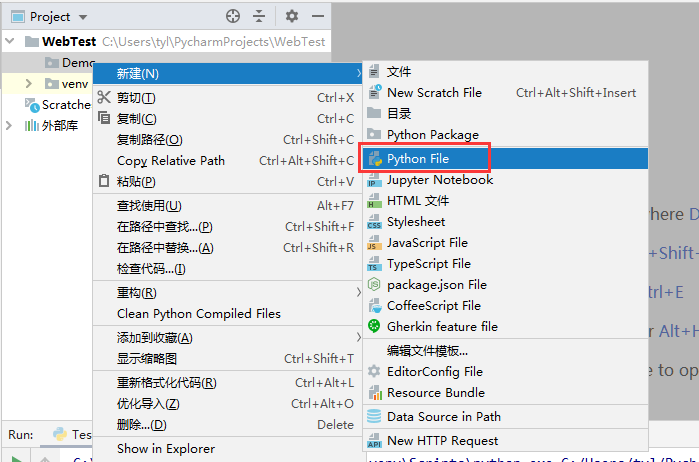 Project
WebTest C:\Users\tyl\PycharmProjects\WebTest
Demo
venv
Scratche
外部库
新建(N)
剪切(T) Ctrl+X
复制(C) Ctrl+C
复制路径(O) Ctrl+Shift+C
Copy Relative Path Ctrl+Alt+Shift+C
粘贴(P) Ctrl+V
查找使用(U) Alt+F7
在路径中查找...(P) Ctrl+Shift+F
在路径中替换...(A) Ctrl+Shift+R
检查代码...(I)
重构(R)
Clean Python Compiled Files
添加到收藏(A)
显示缩略图 Ctrl+Shift+T
重新格式化代码(R) Ctrl+Alt+L
优化导入(Z) Ctrl+Alt+O
删除...(D) Delete
Show in Explorer
文件
New Scratch File Ctrl+Alt+Shift+Insert
目录
Python Package
Python File
Jupyter Notebook
HTML 文件
Stylesheet
JavaScript File
TypeScript File
package.json File
CoffeeScript File
Gherkin feature file
编辑文件模板...
EditorConfig File
Resource Bundle
Data Source in Path
New HTTP Request
here D
+Shift+
trl+E
r Alt+H
e to op
Run: Tes